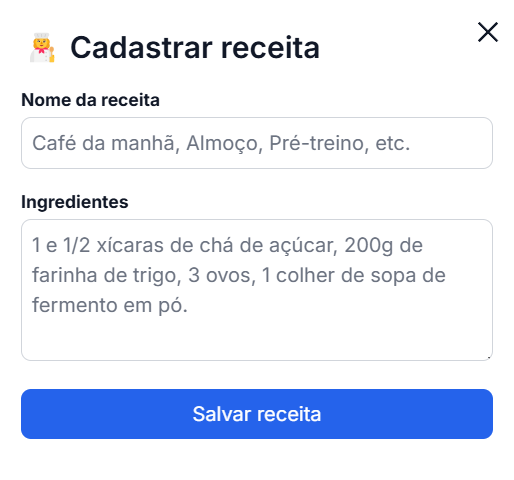 Cadastrar receita
Nome da receita
Café da manhã, Almoço, Pré-treino, etc.
Ingredientes
1 e 1/2 xícaras de chá de açúcar, 200g de
farinha de trigo, 3 ovos, 1 colher de sopa de
fermento em pó.
Salvar receita